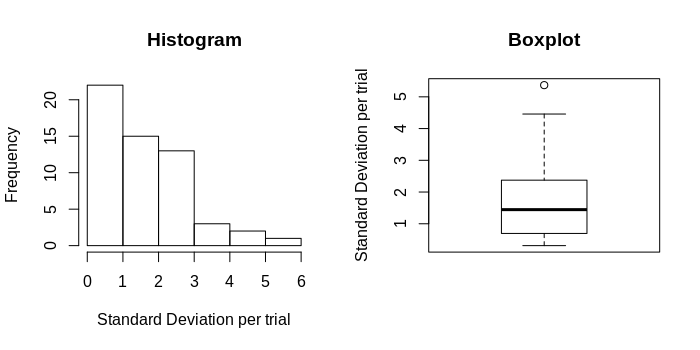 Histogram
Frequency
0
5
10
15
20
0 1 2 3 4 5 6
Standard Deviation per trial
Boxplot
Standard Deviation per trial
1
2
3
4
5